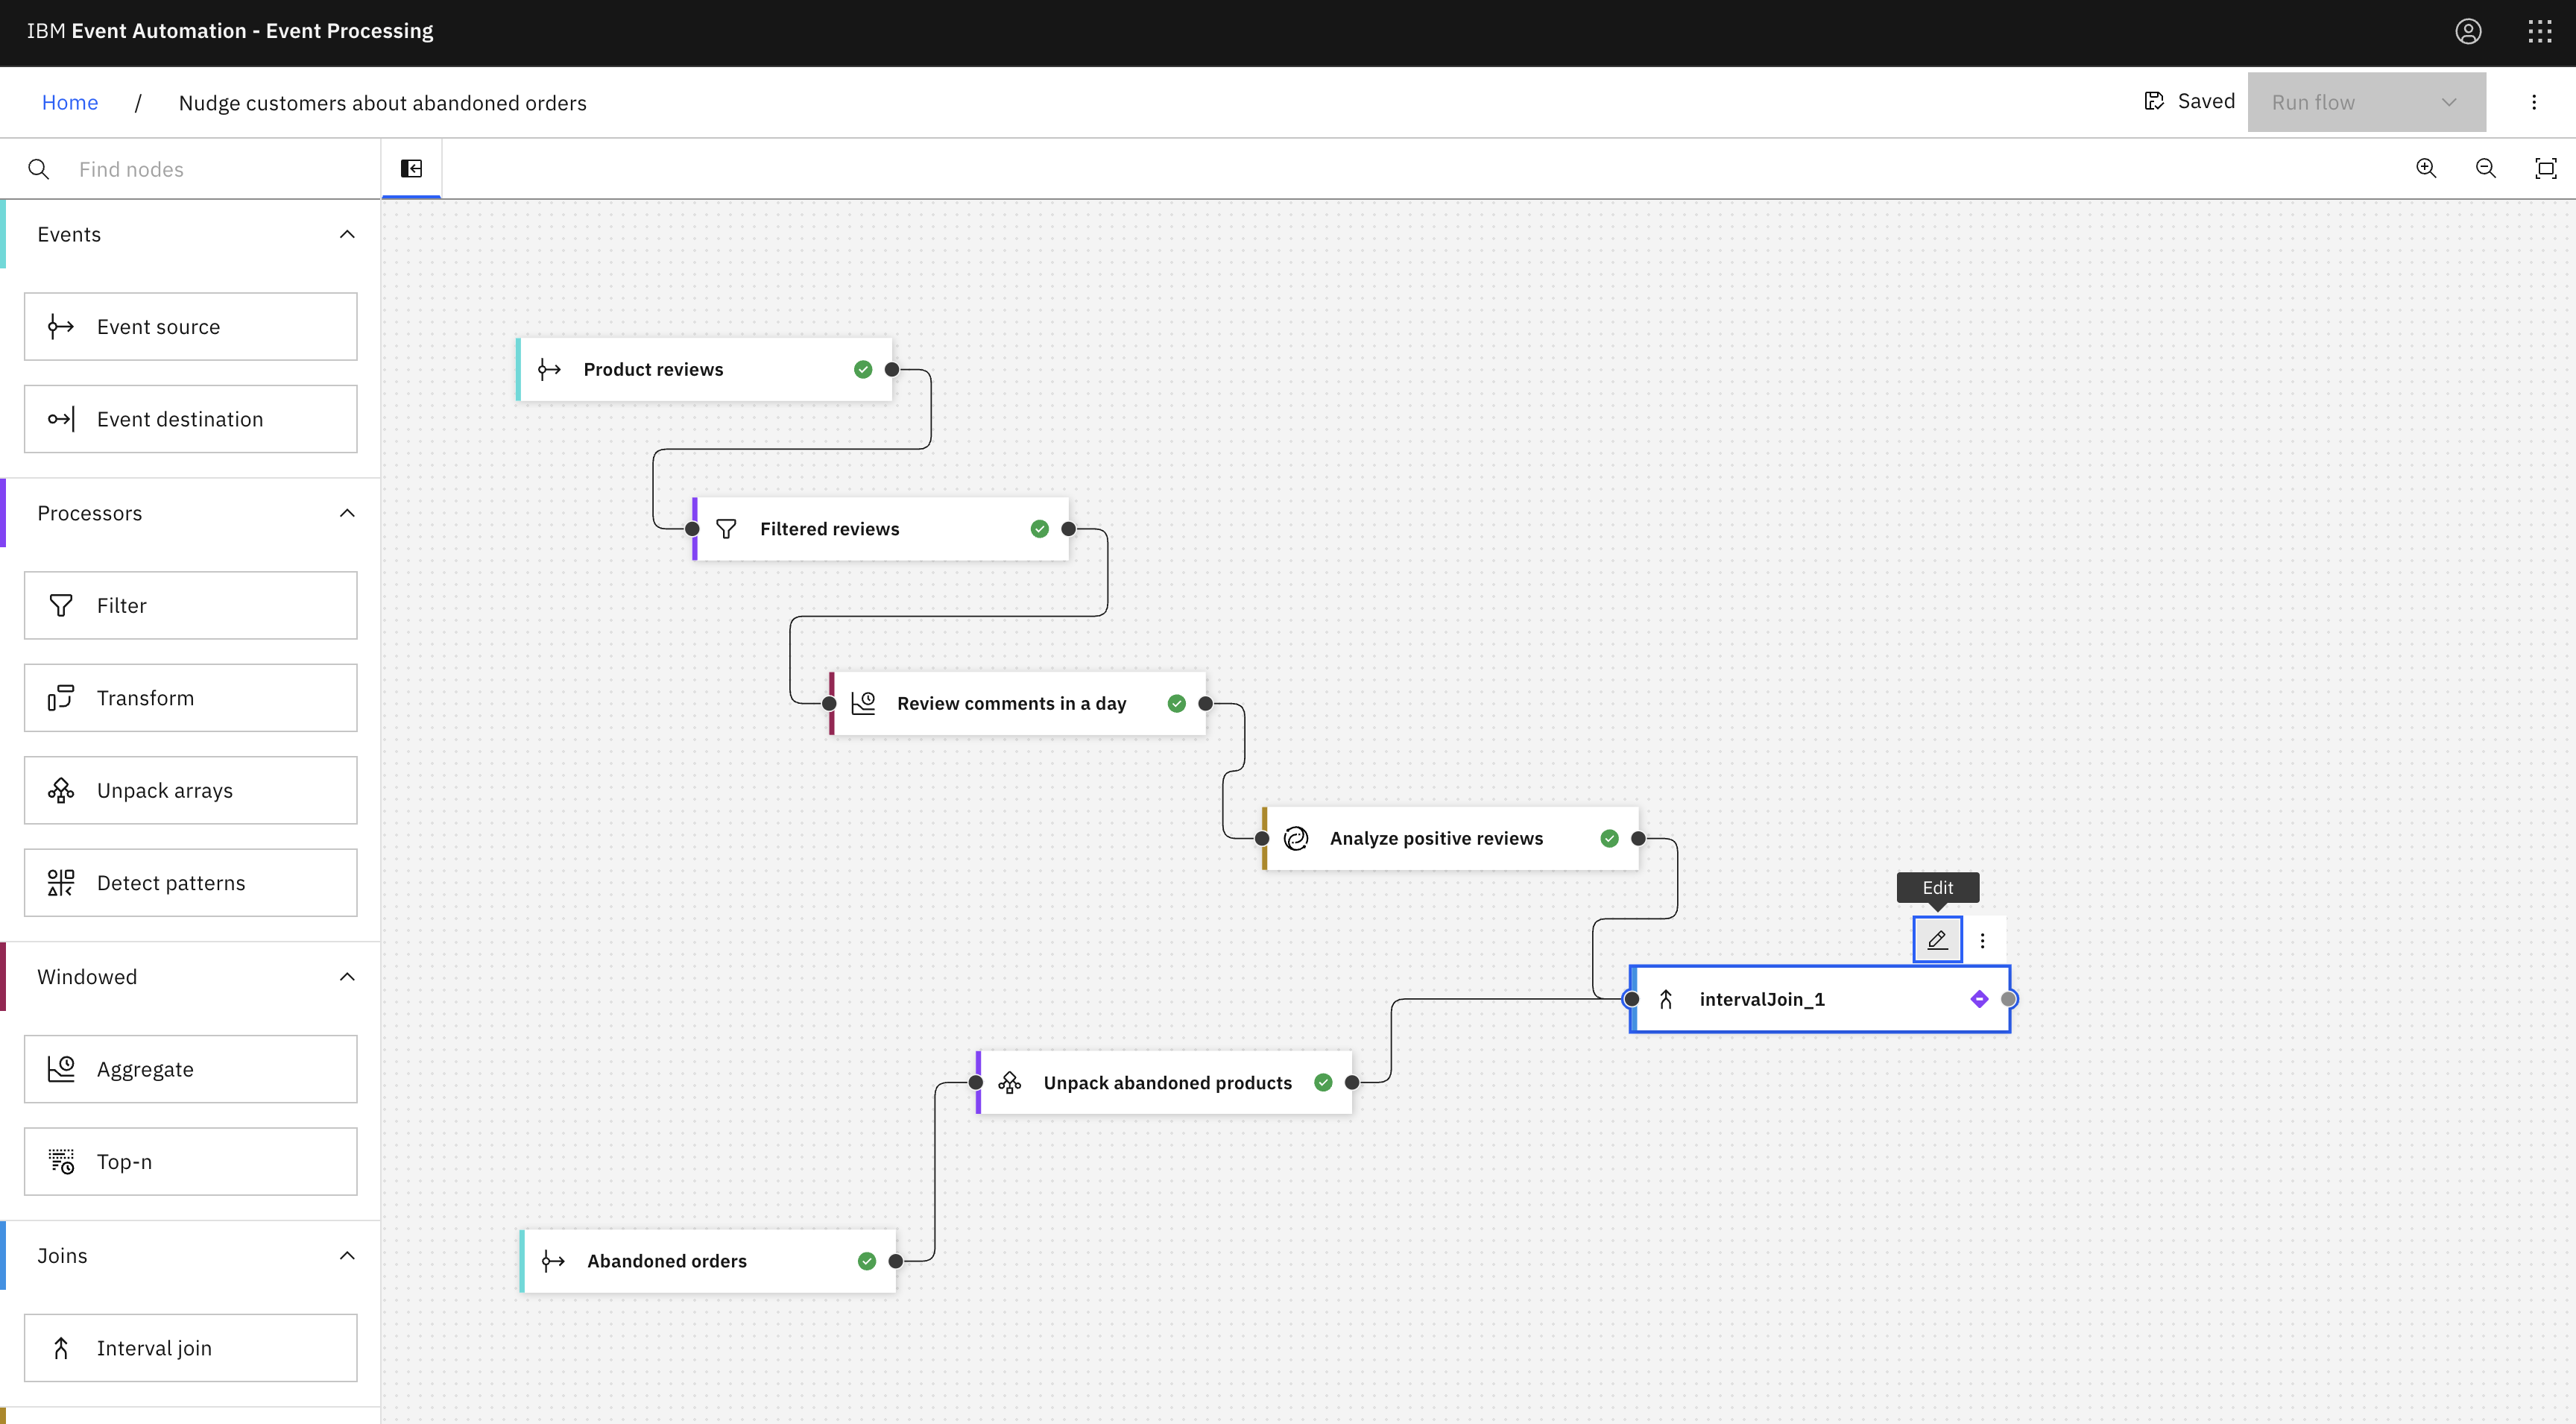 IBM Event Automation - Event Processing
Home / Nudge customers about abandoned orders
Saved
Run flow
Find nodes
Events
Event source
Event destination
Processors
Filter
Transform
Unpack arrays
Detect patterns
Windowed
Aggregate
Top-n
Joins
Interval join
Product reviews
Filtered reviews
Review comments in a day
Analyze positive reviews
Edit
intervalJoin_1
Unpack abandoned products
Abandoned orders